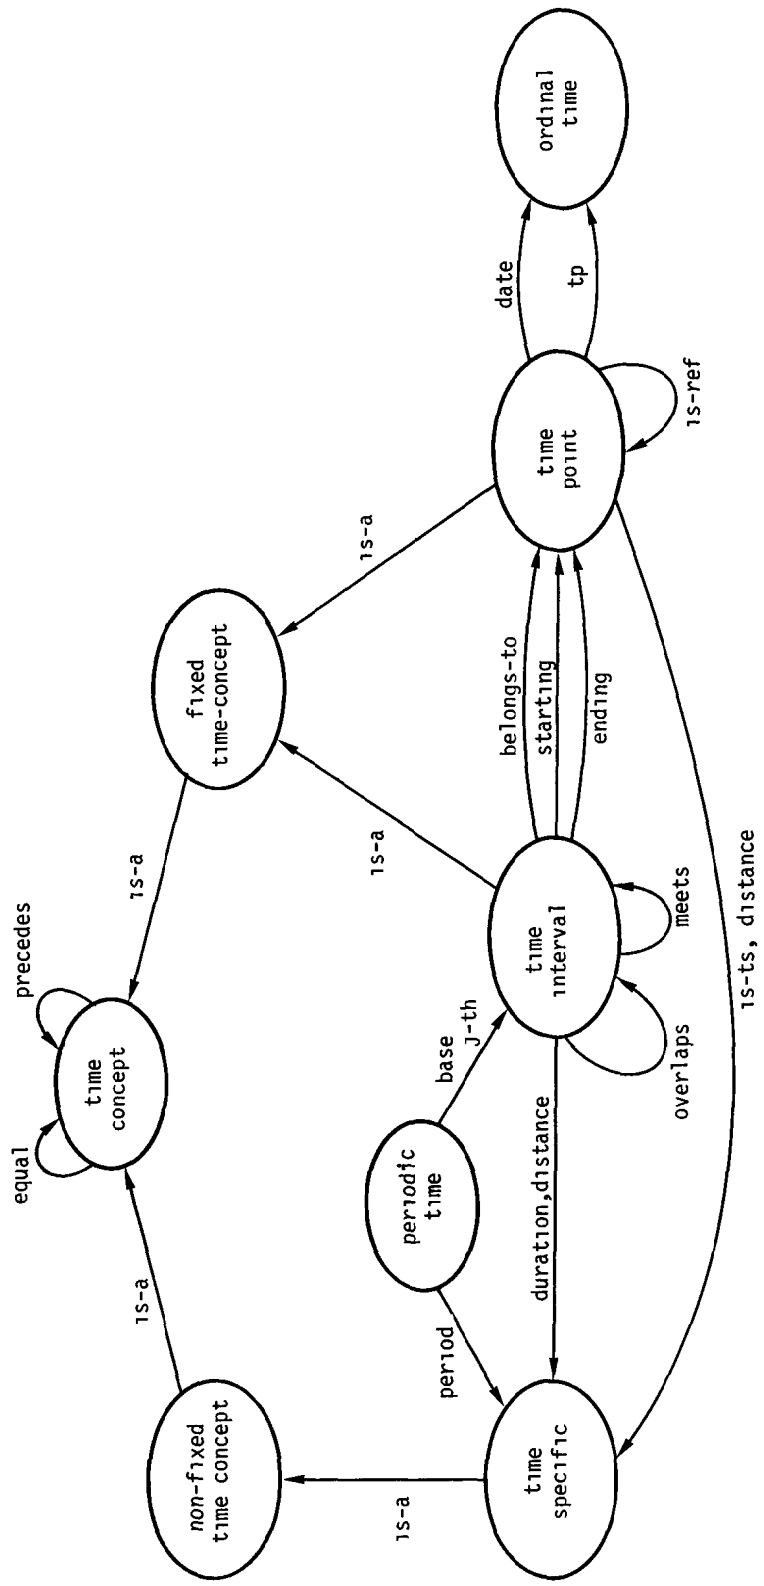 equal
precedes
time
concept
is-a
is-a
non-fixed
time concept
fixed
time-concept
is-a
is-a
is-a
periodic
time
period
base
j-th
time
specific
duration,distance
time
interval
overlaps
meets
belongs-to
starting
ending
time
point
is-ref
date
tp
ordinal
time
is-ts, distance